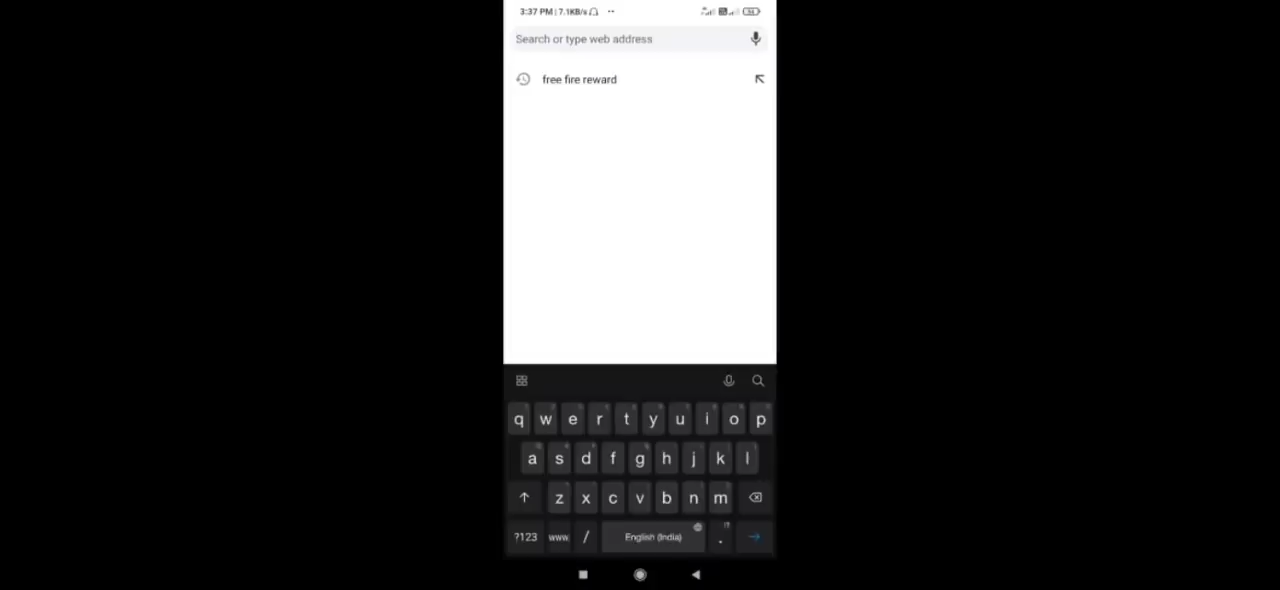 3:37 PM | 7.1KB/s
Search or type web address
free fire reward
q w e r t y u i o p
a s d f g h j k l
z x c v b n m
?123 www. / English (India) .